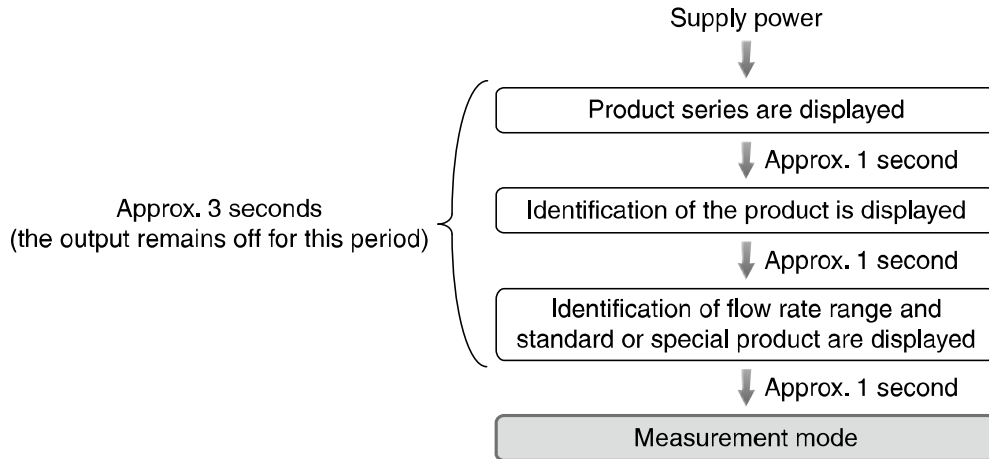 Supply power
Product series are displayed
Approx. 1 second
Approx. 3 seconds
(the output remains off for this period)
Identification of the product is displayed
Approx. 1 second
Identification of flow rate range and
standard or special product are displayed
Approx. 1 second
Measurement mode